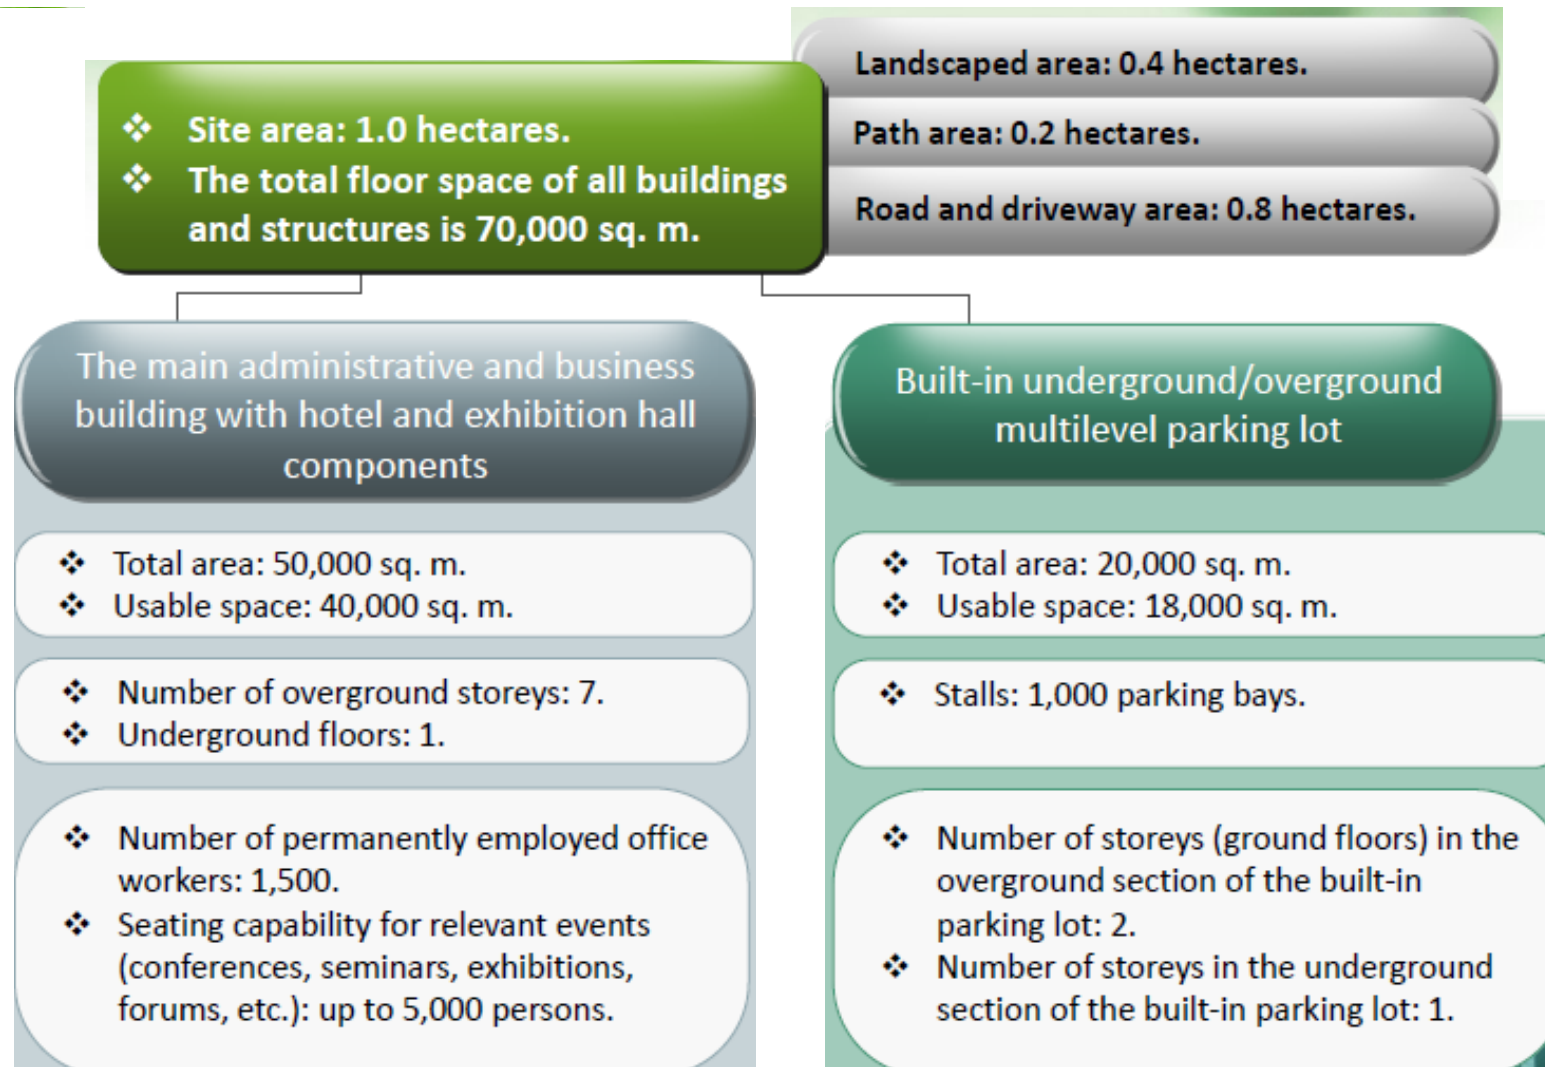 ❖ Site area: 1.0 hectares.
❖ The total floor space of all buildings
and structures is 70,000 sq. m.
Landscaped area: 0.4 hectares.
Path area: 0.2 hectares.
Road and driveway area: 0.8 hectares.
The main administrative and business
building with hotel and exhibition hall
components
❖ Total area: 50,000 sq. m.
❖ Usable space: 40,000 sq. m.
❖ Number of overground storeys: 7.
❖ Underground floors: 1.
❖ Number of permanently employed office
workers: 1,500.
❖ Seating capability for relevant events
(conferences, seminars, exhibitions,
forums, etc.): up to 5,000 persons.
Built-in underground/overground
multilevel parking lot
❖ Total area: 20,000 sq. m.
❖ Usable space: 18,000 sq. m.
❖ Stalls: 1,000 parking bays.
❖ Number of storeys (ground floors) in the
overground section of the built-in
parking lot: 2.
❖ Number of storeys in the underground
section of the built-in parking lot: 1.